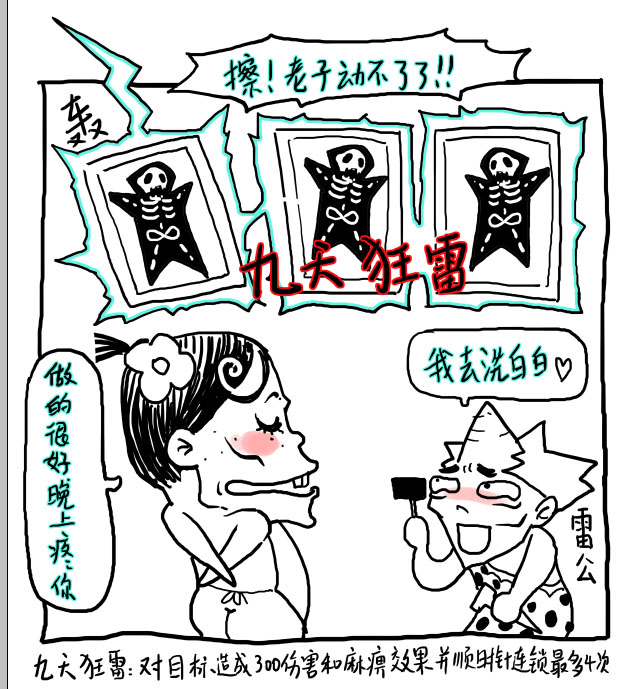 擦！老子动不了了！！
轰
九天狂雷
我去洗白白♡
做的很好晚上疼你
雷公
九天狂雷：对目标造成300伤害和麻痹效果并顺时针连锁最多4次